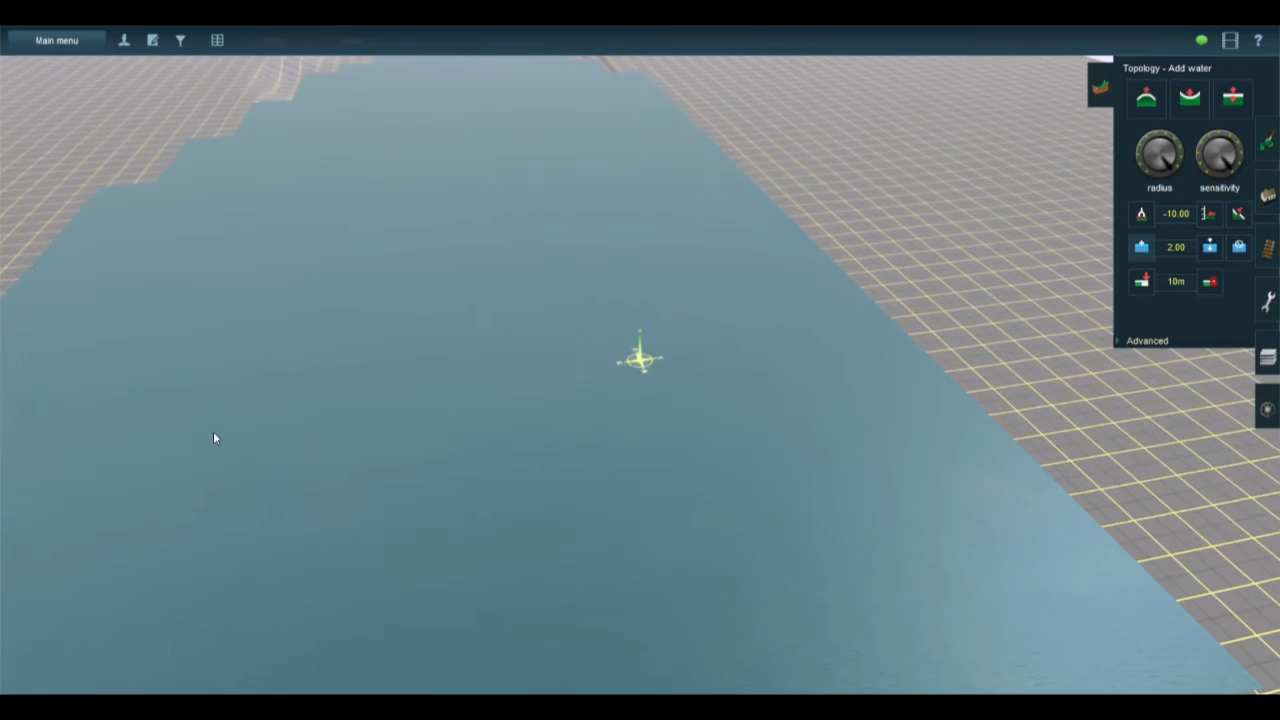 Main menu
?
Topology - Add water
radius sensitivity
-10.00
2.00
10m
Advanced